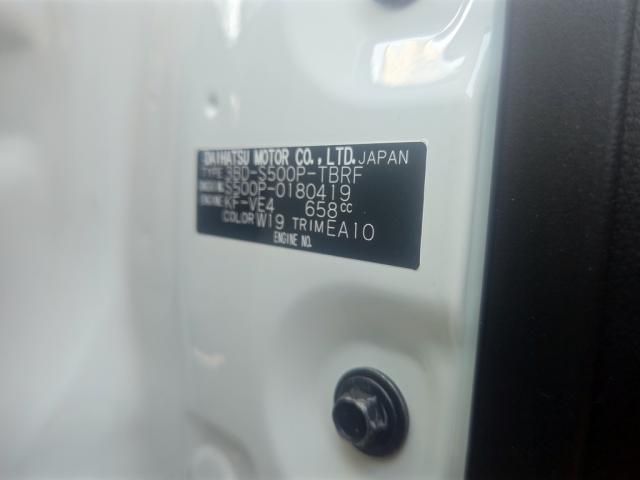 DAIHATSU MOTOR CO.,LTD. JAPAN
TYPE 3BD-S500P-TBRF
S500P-0180419
ENGINE KF-VE4 658cc
COLOR W19 TRIM EA10
ENGINE NO.